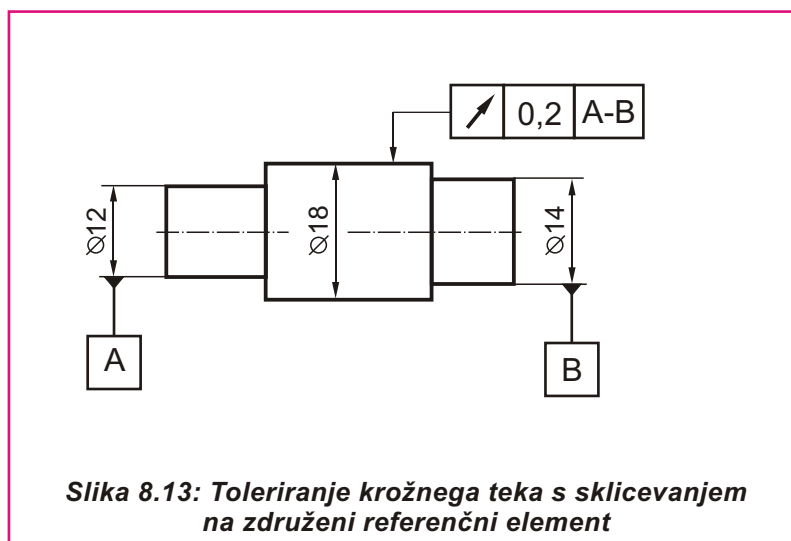 0,2 A-B
⌀12
⌀18
⌀14
A
B
Slika 8.13: Toleriranje krožnega teka s sklicevanjem
na združeni referenčni element